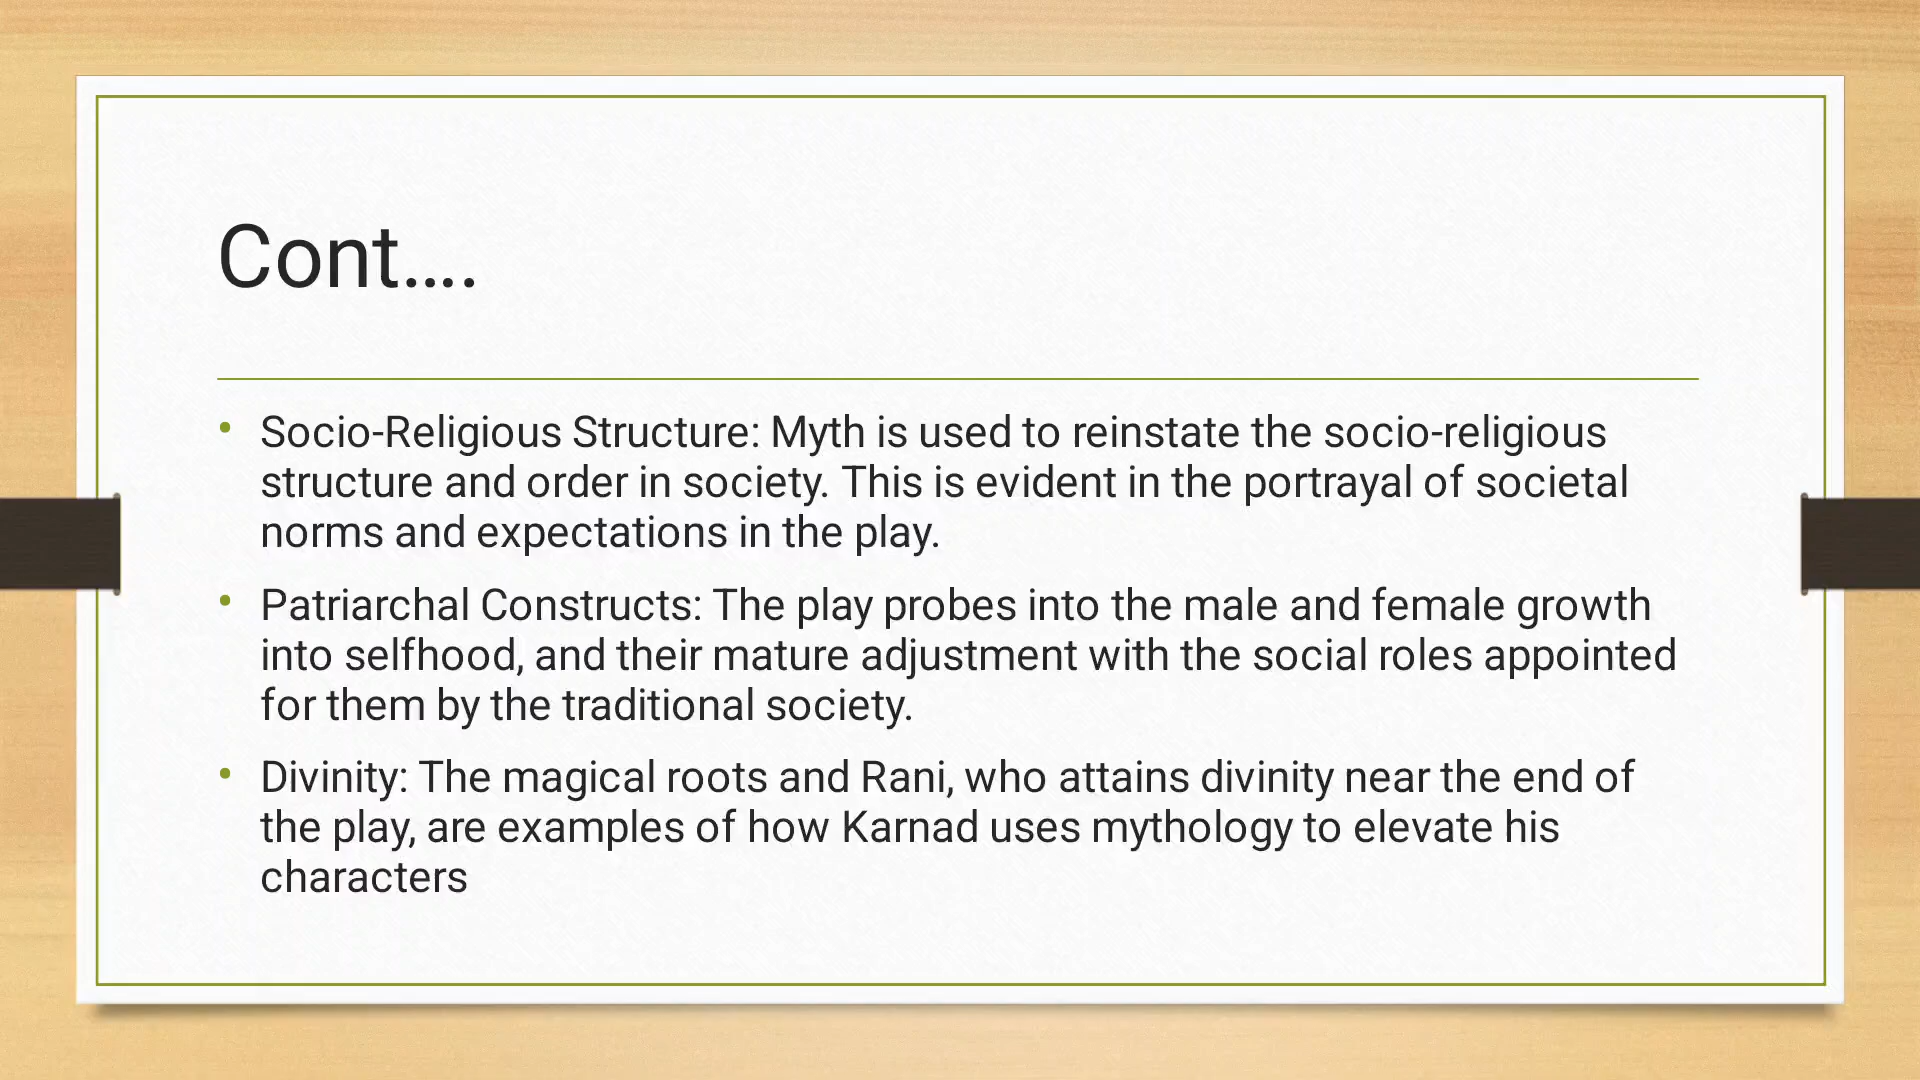 Cont....
• Socio-Religious Structure: Myth is used to reinstate the socio-religious
structure and order in society. This is evident in the portrayal of societal
norms and expectations in the play.
• Patriarchal Constructs: The play probes into the male and female growth
into selfhood, and their mature adjustment with the social roles appointed
for them by the traditional society.
• Divinity: The magical roots and Rani, who attains divinity near the end of
the play, are examples of how Karnad uses mythology to elevate his
characters